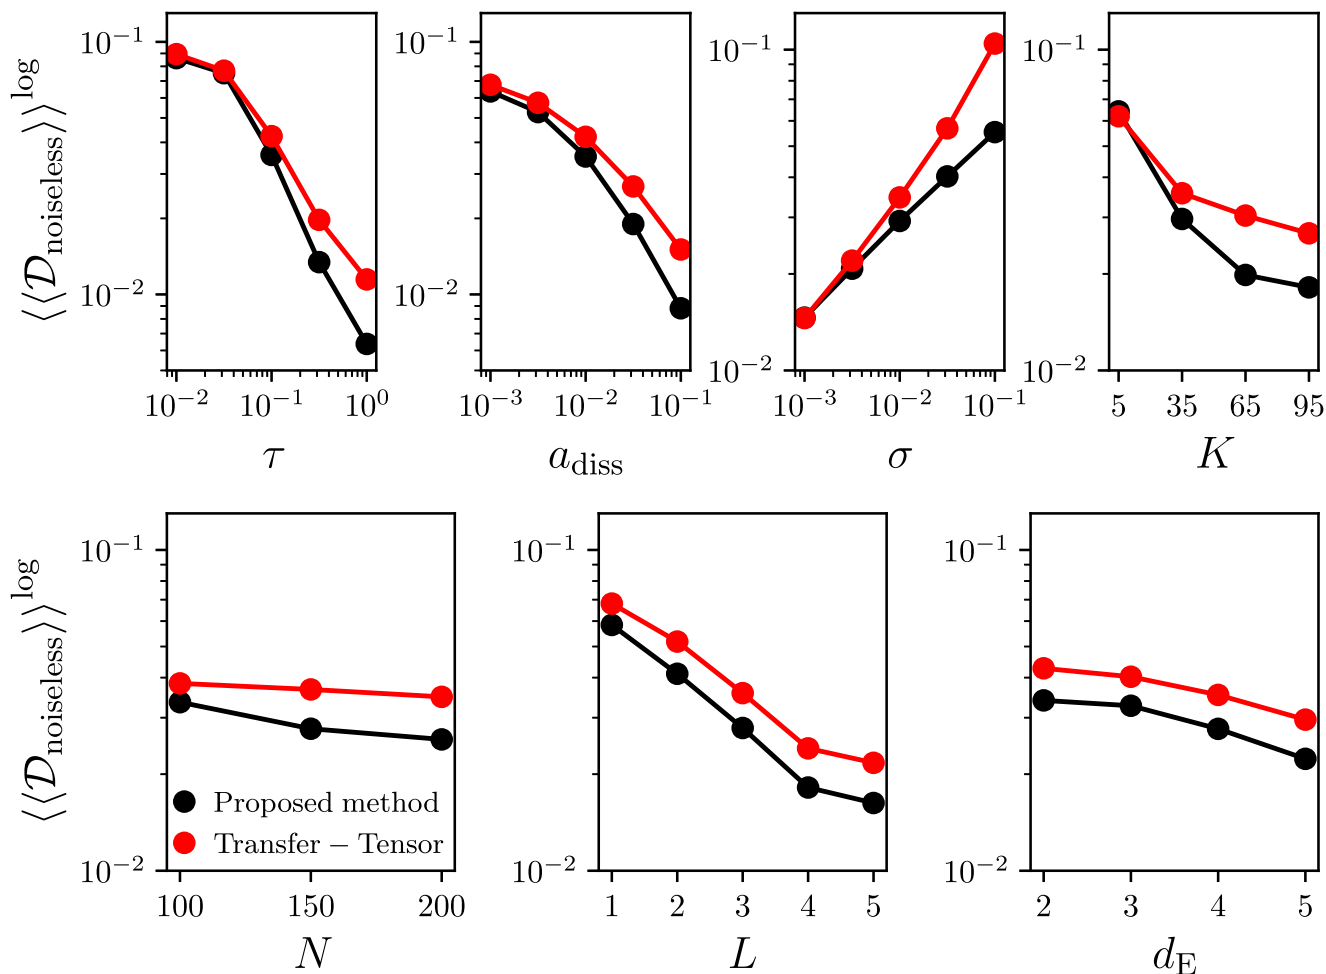 ⟨⟨𝒟noiseless⟩⟩^log
10^−1
10^−2
10^−2 10^−1 10^0
τ
10^−1
10^−2
10^−3 10^−2 10^−1
a_diss
10^−1
10^−2
10^−3 10^−2 10^−1
σ
10^−1
10^−2
5 35 65 95
K
⟨⟨𝒟noiseless⟩⟩^log
10^−1
10^−2
Proposed method
Transfer − Tensor
100 150 200
N
10^−1
10^−2
1 2 3 4 5
L
10^−1
10^−2
2 3 4 5
d_E